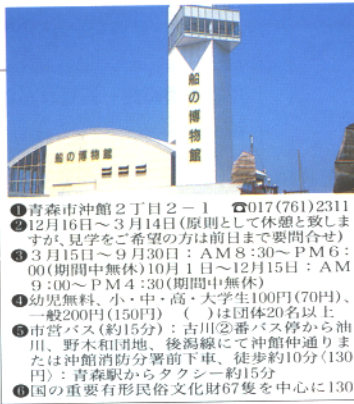 船の博物館
船の博物館
❶青森市沖館2丁目2-1 ☎017(761)2311
❷12月16日~3月14日(原則として休憩と致しま
すが、見学をご希望の方は前日まで要問合せ)
❸3月15日~9月30日:AM8:30~PM6:
00(期間中無休)10月1日~12月15日:AM
9:00~PM4:30(期間中無休)
❹幼児無料、小・中・高・大学生100円(70円)、
一般200円(150円) ( )は団体20名以上
❺市営バス(約15分):古川②番バス停から油
川、野木和団地、後潟線にて沖館仲通りま
たは沖館消防分署前下車、徒歩約10分〈130
円〉:青森駅からタクシー約15分
❻国の重要有形民俗文化財67隻を中心に130